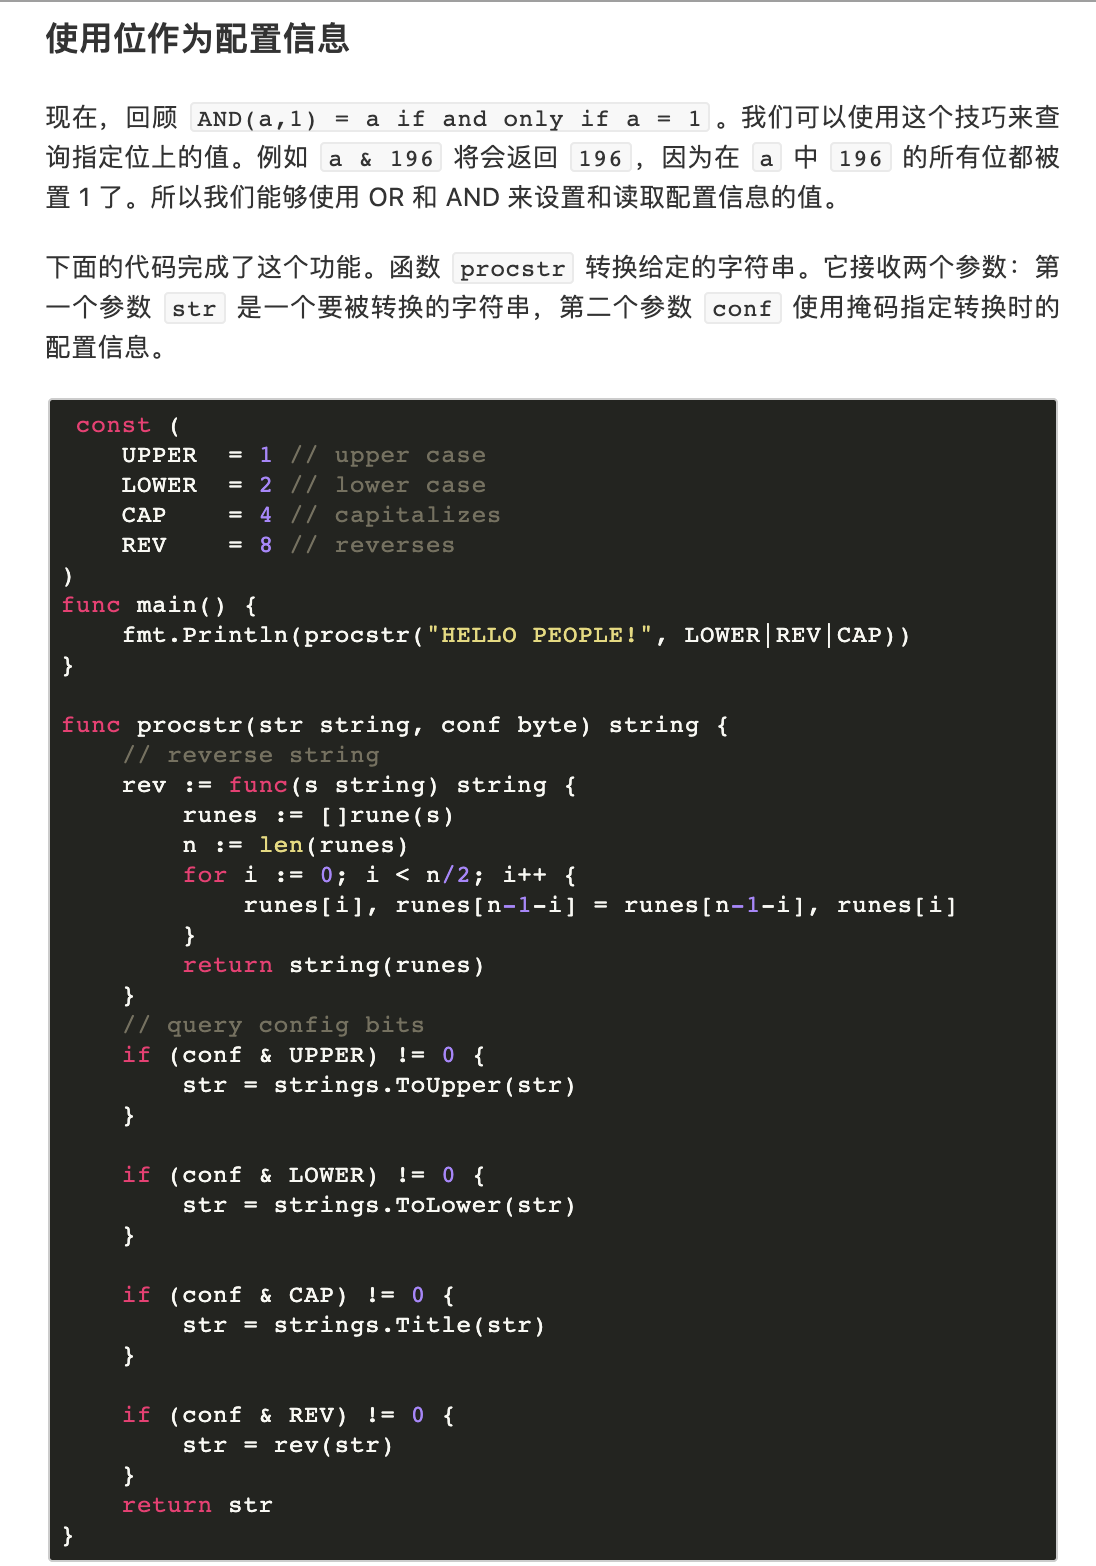 使用位作为配置信息
现在，回顾 AND(a,1) = a if and only if a = 1 。我们可以使用这个技巧来查
询指定位上的值。例如 a & 196 将会返回 196 ，因为在 a 中 196 的所有位都被
置 1 了。所以我们能够使用 OR 和 AND 来设置和读取配置信息的值。
下面的代码完成了这个功能。函数 procstr 转换给定的字符串。它接收两个参数：第
一个参数 str 是一个要被转换的字符串，第二个参数 conf 使用掩码指定转换时的
配置信息。
const (
    UPPER  = 1 // upper case
    LOWER  = 2 // lower case
    CAP    = 4 // capitalizes
    REV    = 8 // reverses
)
func main() {
    fmt.Println(procstr("HELLO PEOPLE!", LOWER|REV|CAP))
}
func procstr(str string, conf byte) string {
    // reverse string
    rev := func(s string) string {
        runes := []rune(s)
        n := len(runes)
        for i := 0; i < n/2; i++ {
            runes[i], runes[n-1-i] = runes[n-1-i], runes[i]
        }
        return string(runes)
    }
    // query config bits
    if (conf & UPPER) != 0 {
        str = strings.ToUpper(str)
    }
    if (conf & LOWER) != 0 {
        str = strings.ToLower(str)
    }
    if (conf & CAP) != 0 {
        str = strings.Title(str)
    }
    if (conf & REV) != 0 {
        str = rev(str)
    }
    return str
}